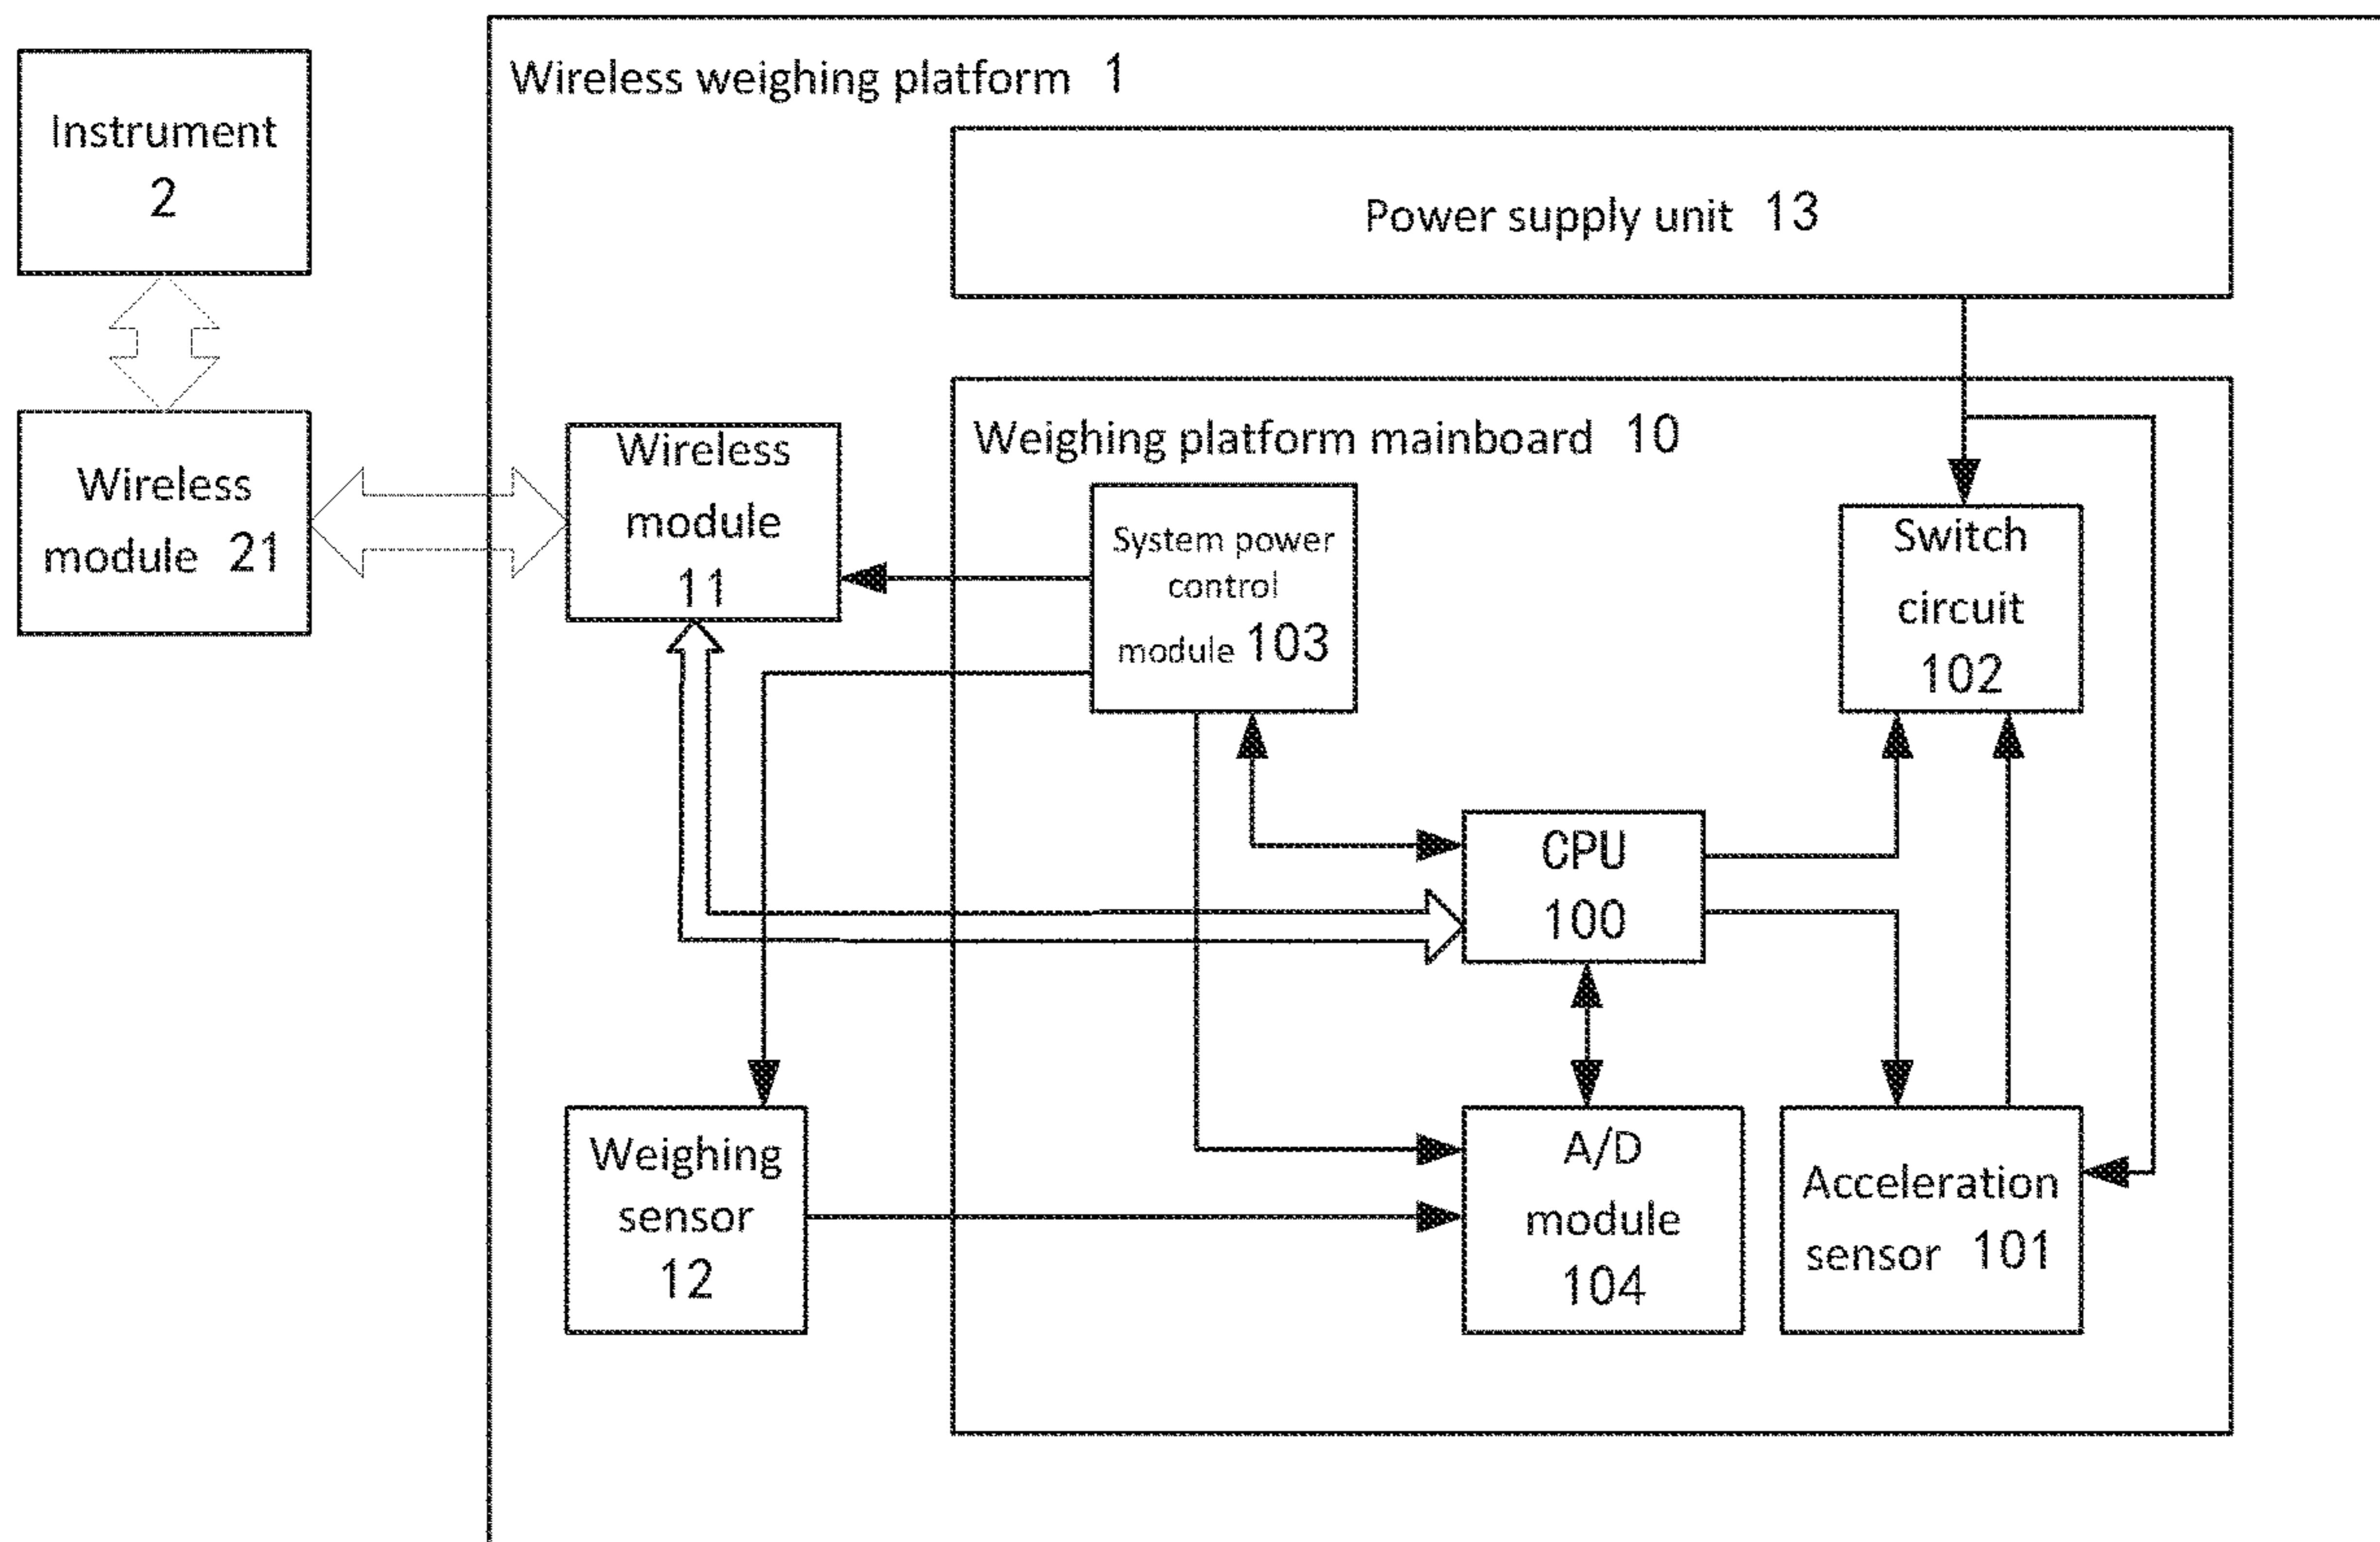 Wireless weighing platform 1
Instrument
2
Power supply unit 13
Wireless
module 21
Wireless
module
11
Weighing platform mainboard 10
System power
control
module 103
Switch
circuit
102
CPU
100
Weighing
sensor
12
A/D
module
104
Acceleration
sensor 101